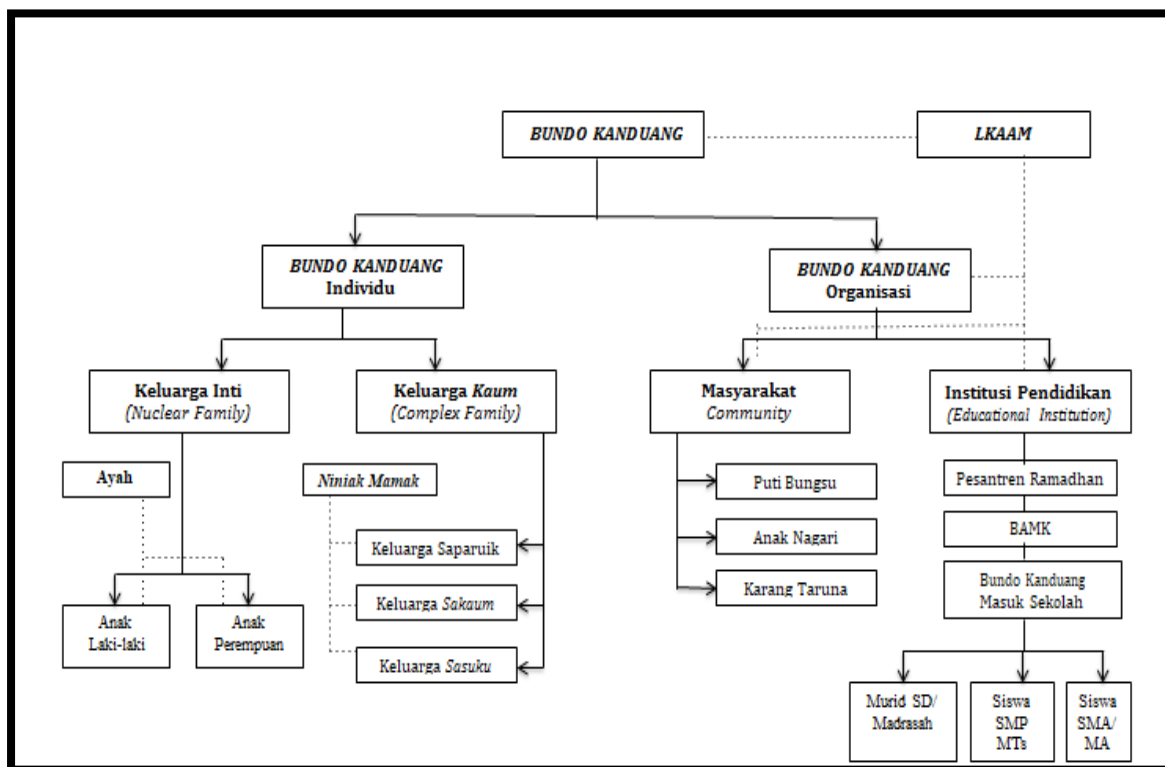 BUNDO KANDUANG
LKAAM
BUNDO KANDUANG
Individu
BUNDO KANDUANG
Organisasi
Keluarga Inti
(Nuclear Family)
Keluarga Kaum
(Complex Family)
Masyarakat
Community
Institusi Pendidikan
(Educational Institution)
Ayah
Niniak Mamak
Keluarga Saparuik
Keluarga Sakaum
Keluarga Sasuku
Anak
Laki-laki
Anak
Perempuan
Puti Bungsu
Anak Nagari
Karang Taruna
Pesantren Ramadhan
BAMK
Bundo Kanduang
Masuk Sekolah
Murid SD/
Madrasah
Siswa
SMP
MTs
Siswa
SMA/
MA